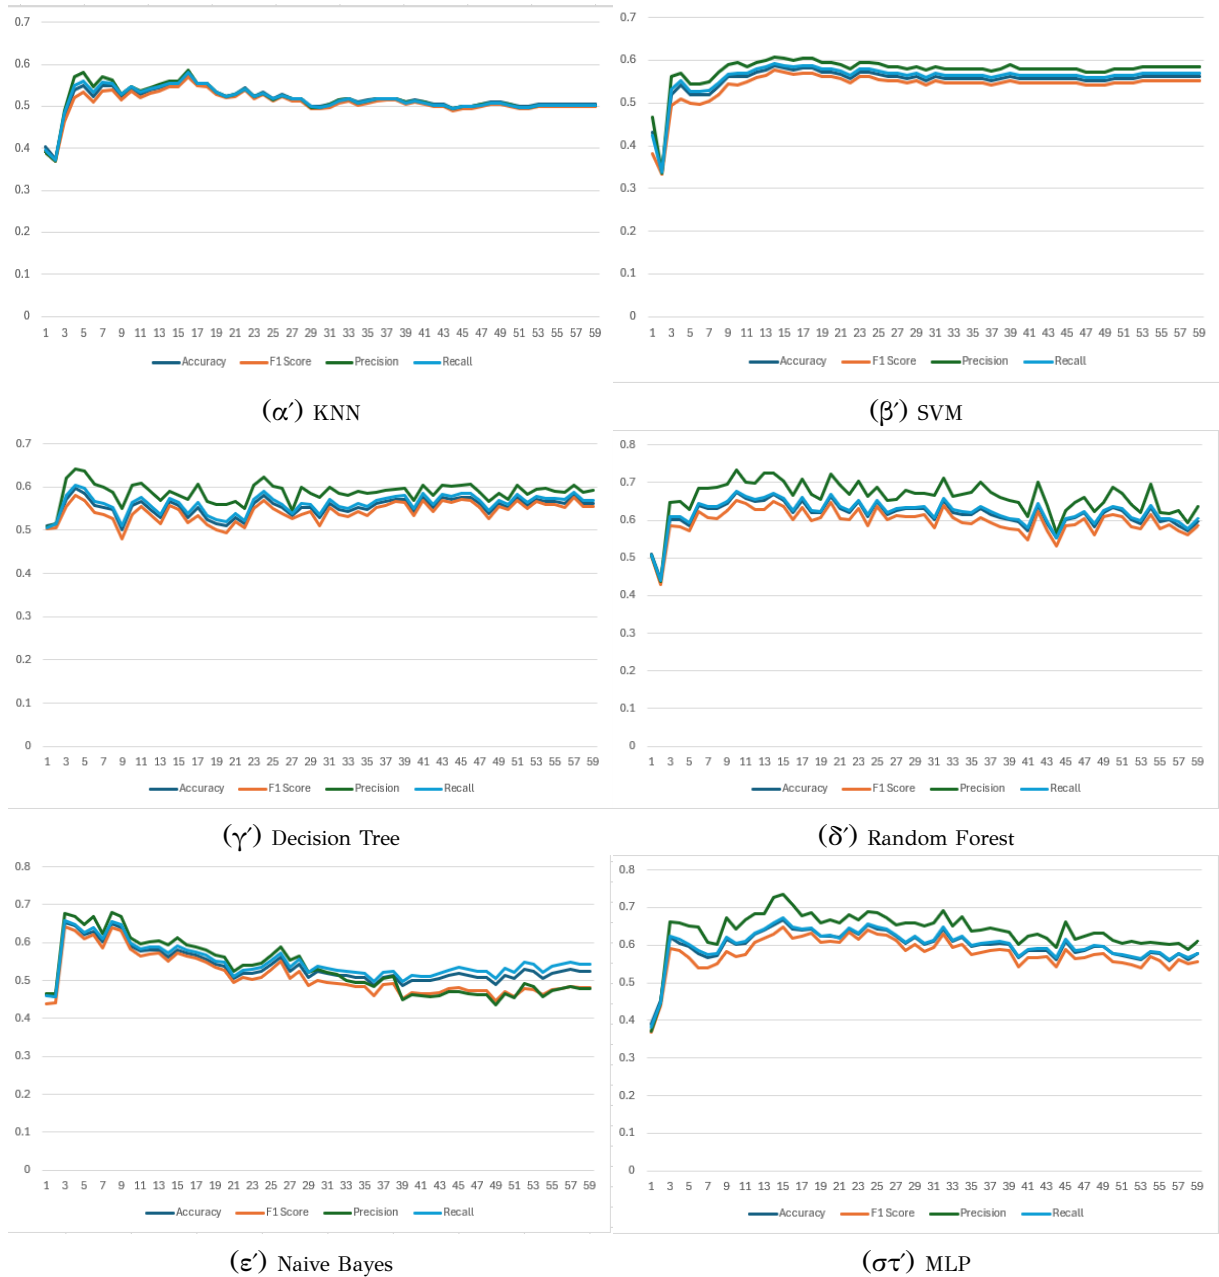 0.7
0.6
0.5
0.4
0.3
0.2
0.1
0
1 3 5 7 9 11 13 15 17 19 21 23 25 27 29 31 33 35 37 39 41 43 45 47 49 51 53 55 57 59
Accuracy F1 Score Precision Recall
(α′) KNN
0.7
0.6
0.5
0.4
0.3
0.2
0.1
0
1 3 5 7 9 11 13 15 17 19 21 23 25 27 29 31 33 35 37 39 41 43 45 47 49 51 53 55 57 59
Accuracy F1 Score Precision Recall
(β′) SVM
0.7
0.6
0.5
0.4
0.3
0.2
0.1
0
1 3 5 7 9 11 13 15 17 19 21 23 25 27 29 31 33 35 37 39 41 43 45 47 49 51 53 55 57 59
Accuracy F1 Score Precision Recall
(γ′) Decision Tree
0.8
0.7
0.6
0.5
0.4
0.3
0.2
0.1
0
1 3 5 7 9 11 13 15 17 19 21 23 25 27 29 31 33 35 37 39 41 43 45 47 49 51 53 55 57 59
Accuracy F1 Score Precision Recall
(δ′) Random Forest
0.8
0.7
0.6
0.5
0.4
0.3
0.2
0.1
0
1 3 5 7 9 11 13 15 17 19 21 23 25 27 29 31 33 35 37 39 41 43 45 47 49 51 53 55 57 59
Accuracy F1 Score Precision Recall
(ε′) Naive Bayes
0.8
0.7
0.6
0.5
0.4
0.3
0.2
0.1
0
1 3 5 7 9 11 13 15 17 19 21 23 25 27 29 31 33 35 37 39 41 43 45 47 49 51 53 55 57 59
Accuracy F1 Score Precision Recall
(στ′) MLP